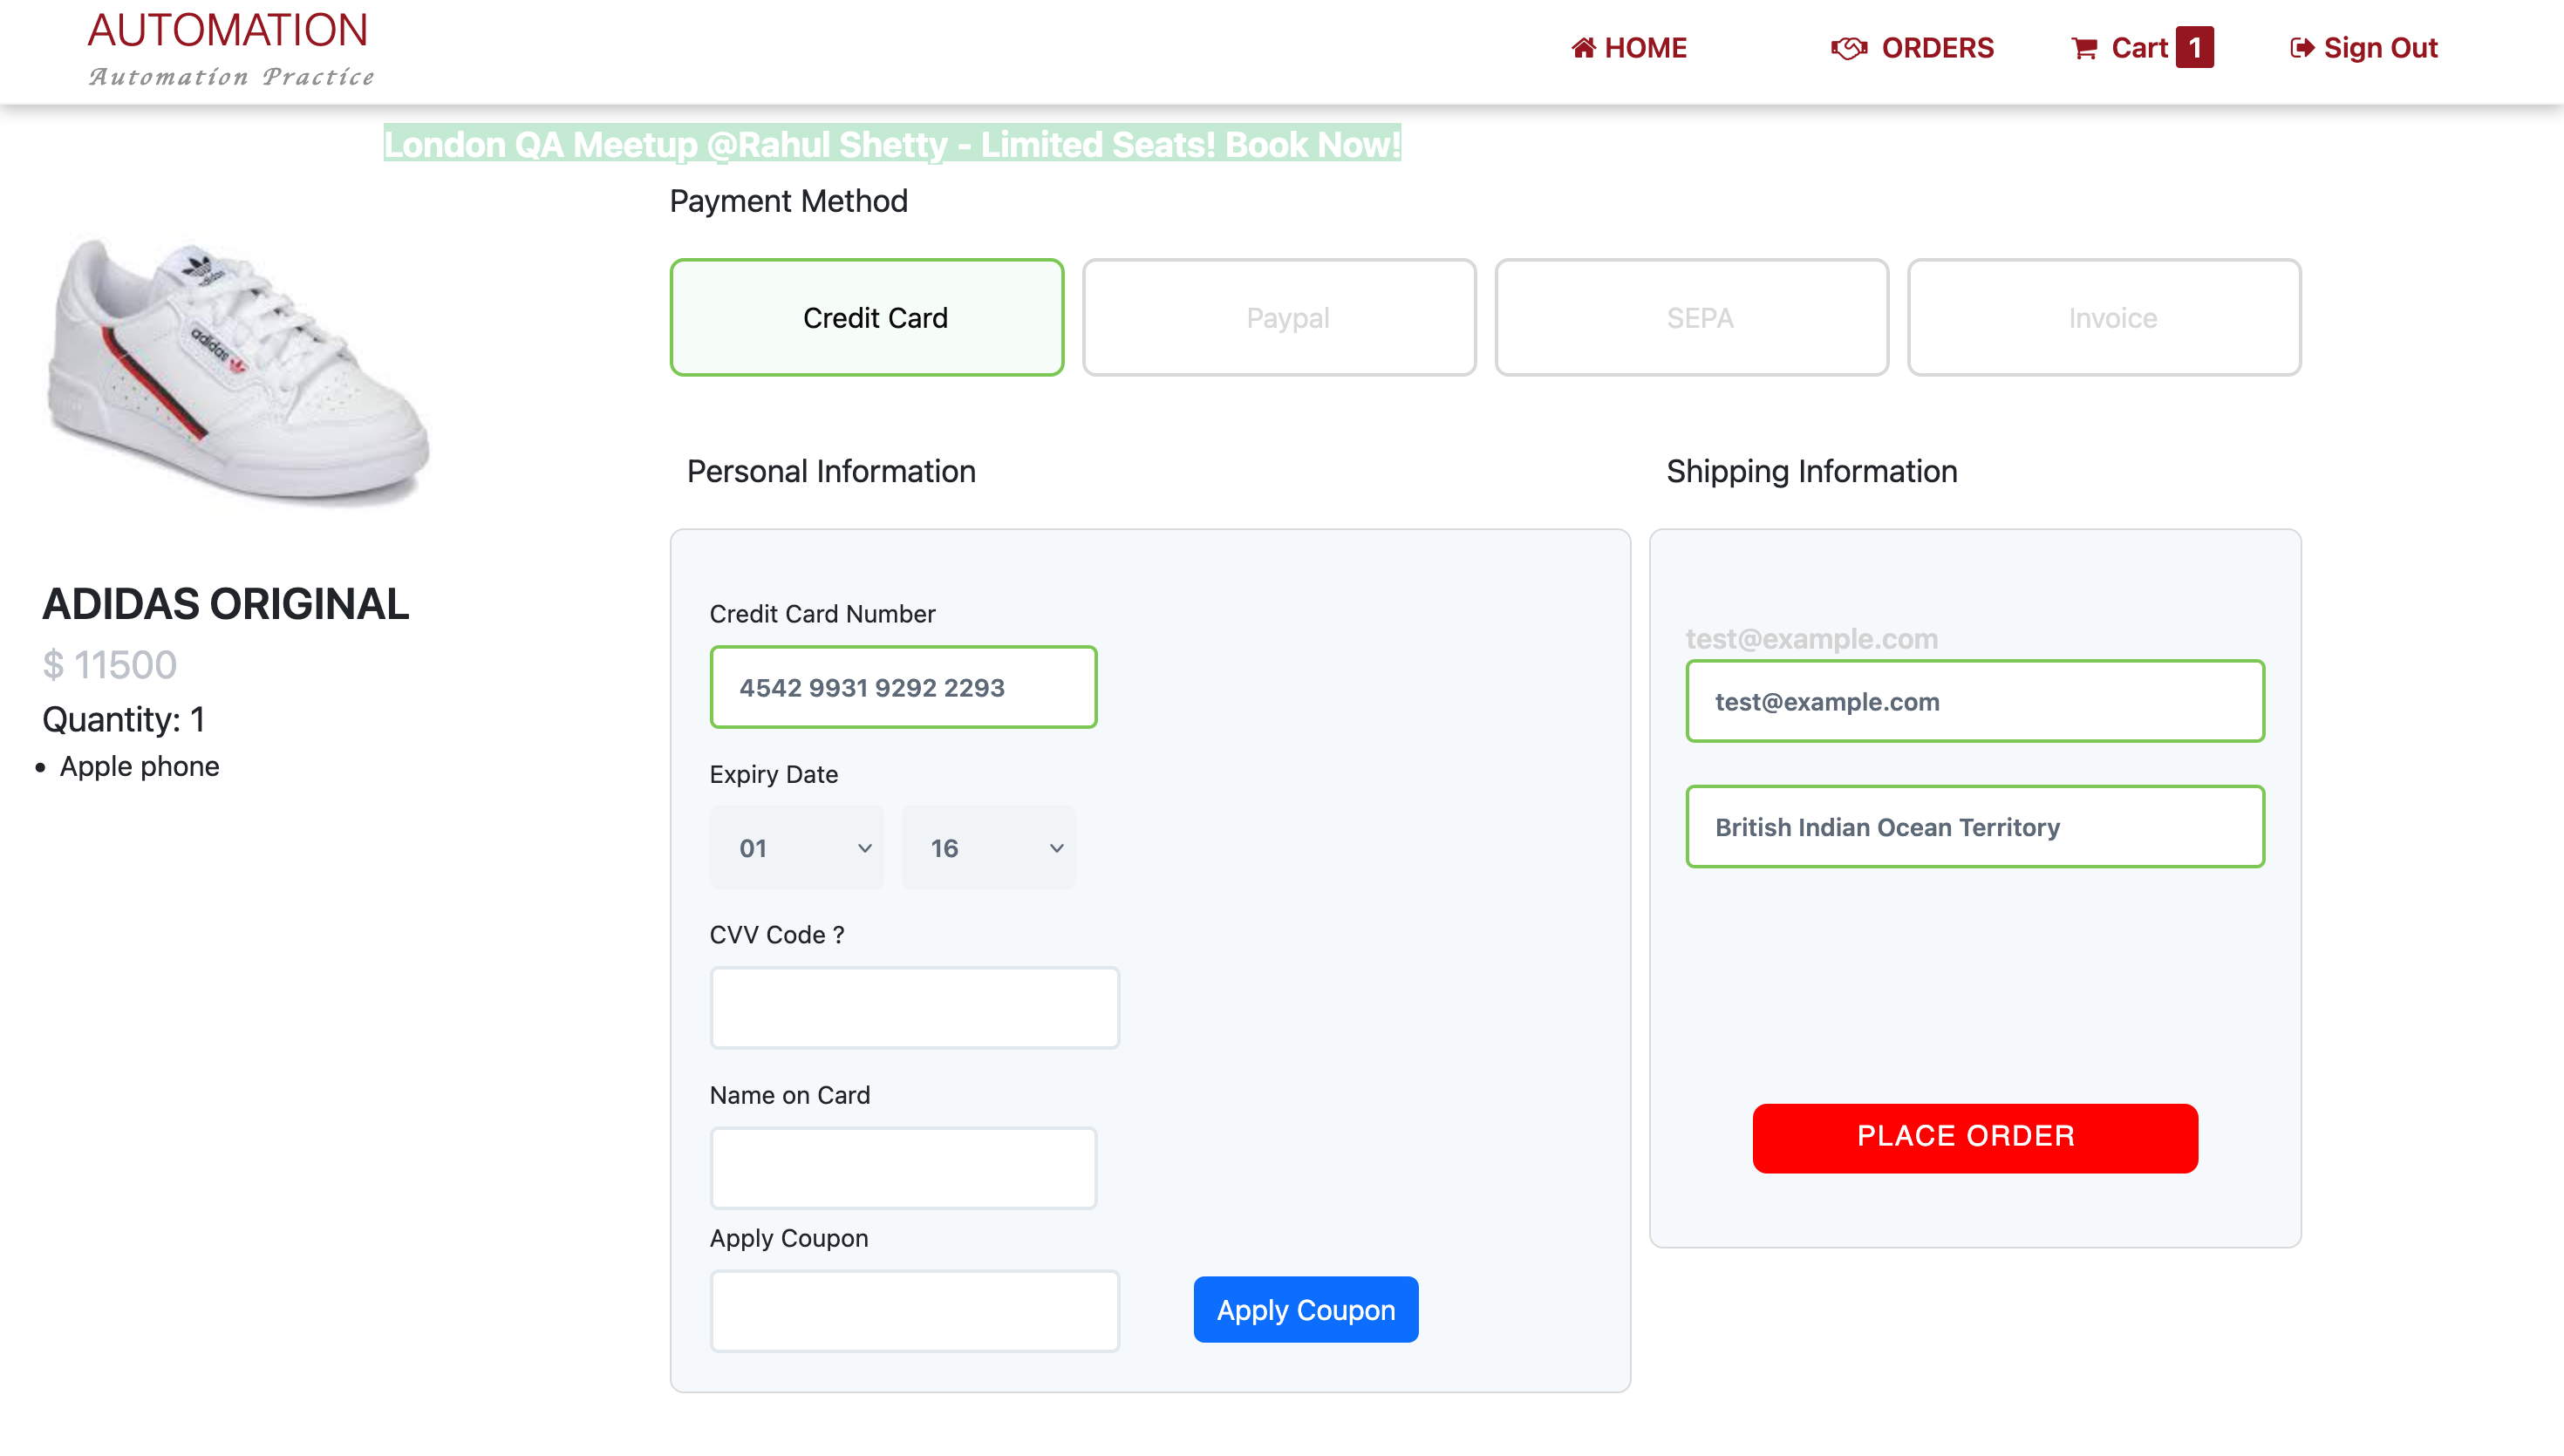 AUTOMATION
Automation Practice
HOME
ORDERS
Cart 1
Sign Out
London QA Meetup @Rahul Shetty - Limited Seats! Book Now!
adidas
adidas
ADIDAS ORIGINAL
$ 11500
Quantity: 1
• Apple phone
Payment Method
Credit Card
Paypal
SEPA
Invoice
Personal Information
Credit Card Number
4542 9931 9292 2293
Expiry Date
01
16
CVV Code ?
Name on Card
Apply Coupon
Apply Coupon
Shipping Information
test@example.com
test@example.com
British Indian Ocean Territory
PLACE ORDER